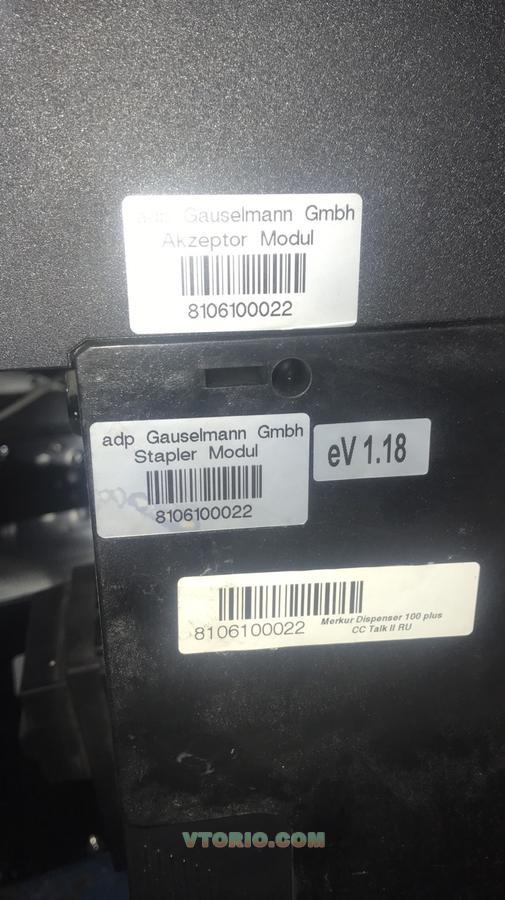 adp Gauselmann Gmbh
Akzeptor Modul
8106100022
adp Gauselmann Gmbh
Stapler Modul
8106100022
eV 1.18
8106100022
Merkur Dispenser 100 plus
CC Talk II RU
VTORIO.COM